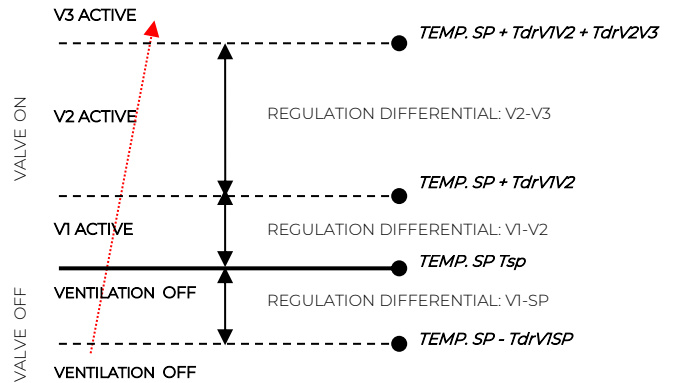 V3 ACTIVE
TEMP. SP + TdrV1V2 + TdrV2V3
V2 ACTIVE
REGULATION DIFFERENTIAL: V2-V3
VALVE ON
TEMP. SP + TdrV1V2
V1 ACTIVE
REGULATION DIFFERENTIAL: V1-V2
TEMP. SP Tsp
VENTILATION OFF
REGULATION DIFFERENTIAL: V1-SP
VALVE OFF
TEMP. SP - TdrV1SP
VENTILATION OFF